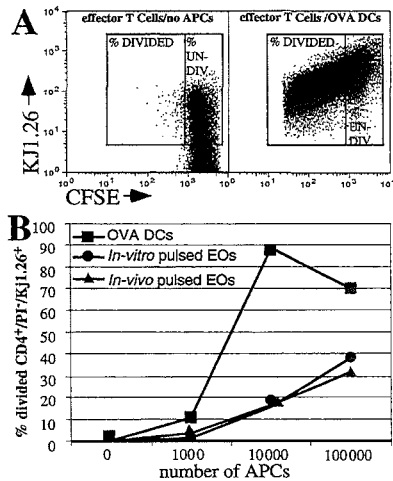 A
effector T Cells/no APCs
effector T Cells/OVA DCs
10⁴
10³
10²
10¹
10⁰
KJ1.26
% DIVIDED
%
UN-
DIV.
% DIVIDED
%
UN-
DIV
10⁰ 10¹ 10² 10³ 10⁰ 10¹ 10² 10³ 10⁴
CFSE
B
100
90
80
70
60
50
40
30
20
10
0
% divided CD4⁺/PI⁻/Kj1.26⁺
OVA DCs
In-vitro pulsed EOs
In-vivo pulsed EOs
0 1000 10000 100000
number of APCs